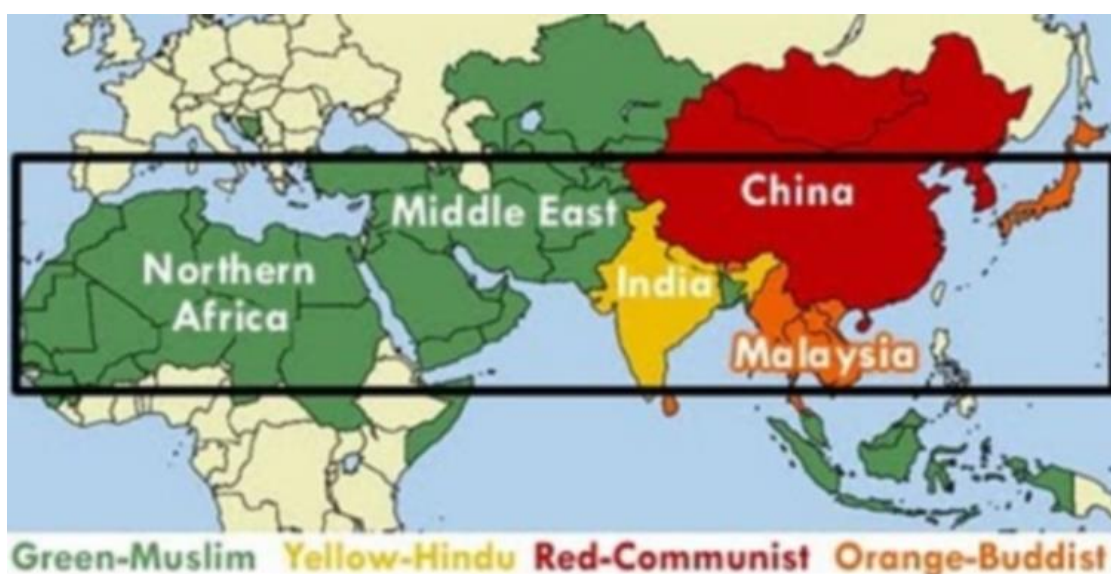 China
Middle East
Northern
Africa
India
Malaysia
Green-Muslim Yellow-Hindu Red-Communist Orange-Buddist